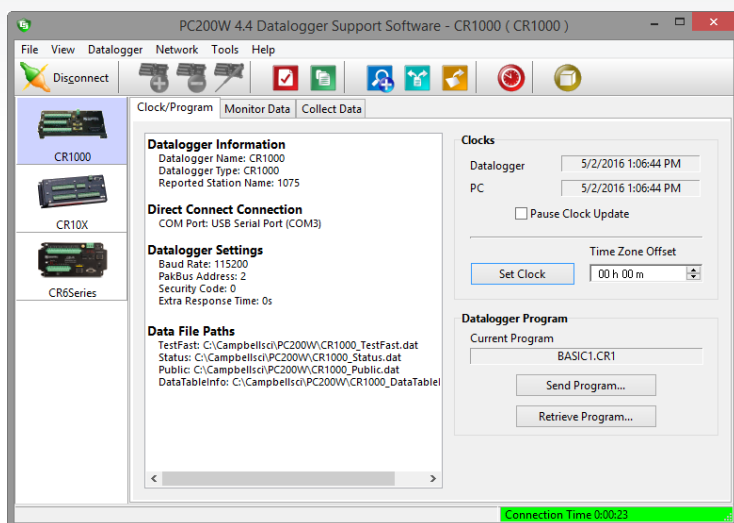 PC200W 4.4 Datalogger Support Software - CR1000 ( CR1000 )
File View Datalogger Network Tools Help
Disconnect
CR1000
CR10X
CR6Series
Clock/Program Monitor Data Collect Data
Datalogger Information
Datalogger Name: CR1000
Datalogger Type: CR1000
Reported Station Name: 1075
Direct Connect Connection
COM Port: USB Serial Port (COM3)
Datalogger Settings
Baud Rate: 115200
PakBus Address: 2
Security Code: 0
Extra Response Time: 0s
Data File Paths
TestFast: C:\Campbellsci\PC200W\CR1000_TestFast.dat
Status: C:\Campbellsci\PC200W\CR1000_Status.dat
Public: C:\Campbellsci\PC200W\CR1000_Public.dat
DataTableInfo: C:\Campbellsci\PC200W\CR1000_DataTableI
Clocks
Datalogger 5/2/2016 1:06:44 PM
PC 5/2/2016 1:06:44 PM
Pause Clock Update
Time Zone Offset
Set Clock 00 h 00 m
Datalogger Program
Current Program
BASIC1.CR1
Send Program...
Retrieve Program...
Connection Time 0:00:23